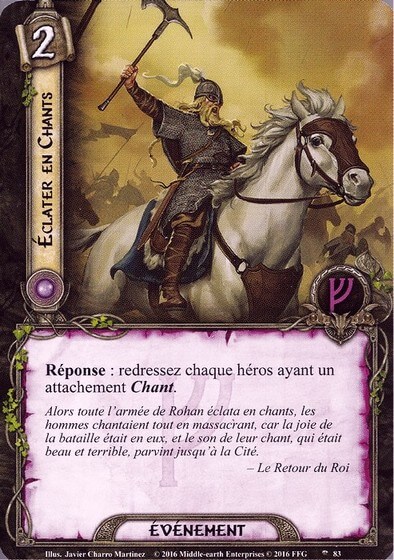 2
Éclater en Chants
Réponse : redressez chaque héros ayant un
attachement Chant.
Alors toute l'armée de Rohan éclata en chants, les
hommes chantaient tout en massacrant, car la joie de
la bataille était en eux, et le son de leur chant, qui était
beau et terrible, parvint jusqu'à la Cité.
– Le Retour du Roi
ÉVÉNEMENT
Illus. Javier Charro Martínez © 2016 Middle-earth Enterprises © 2016 FFG 83